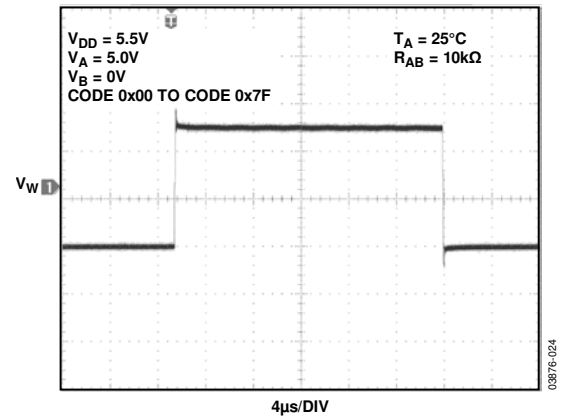 V_DD = 5.5V
V_A = 5.0V
V_B = 0V
CODE 0x00 TO CODE 0x7F
T_A = 25°C
R_AB = 10kΩ
T
V_W 1
4µs/DIV
03876-024